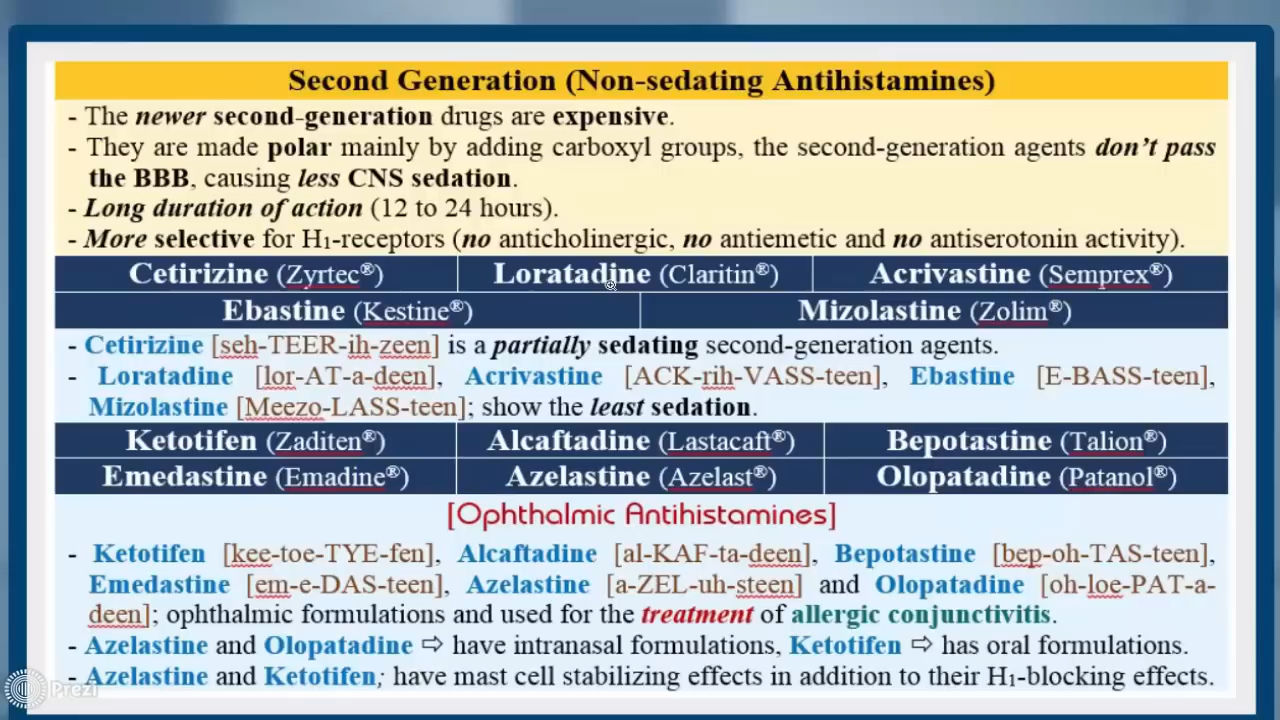 Second Generation (Non-sedating Antihistamines)
- The newer second-generation drugs are expensive.
- They are made polar mainly by adding carboxyl groups, the second-generation agents don't pass
the BBB, causing less CNS sedation.
- Long duration of action (12 to 24 hours).
- More selective for H₁-receptors (no anticholinergic, no antiemetic and no antiserotonin activity).
Cetirizine (Zyrtec®) Loratadine (Claritin®) Acrivastine (Semprex®)
Ebastine (Kestine®) Mizolastine (Zolim®)
- Cetirizine [seh-TEER-ih-zeen] is a partially sedating second-generation agents.
- Loratadine [lor-AT-a-deen], Acrivastine [ACK-rih-VASS-teen], Ebastine [E-BASS-teen],
Mizolastine [Meezo-LASS-teen]; show the least sedation.
Ketotifen (Zaditen®) Alcaftadine (Lastacaft®) Bepotastine (Talion®)
Emedastine (Emadine®) Azelastine (Azelast®) Olopatadine (Patanol®)
[Ophthalmic Antihistamines]
- Ketotifen [kee-toe-TYE-fen], Alcaftadine [al-KAF-ta-deen], Bepotastine [bep-oh-TAS-teen],
Emedastine [em-e-DAS-teen], Azelastine [a-ZEL-uh-steen] and Olopatadine [oh-loe-PAT-a-
deen]; ophthalmic formulations and used for the treatment of allergic conjunctivitis.
- Azelastine and Olopatadine ⇨ have intranasal formulations, Ketotifen ⇨ has oral formulations.
- Azelastine and Ketotifen; have mast cell stabilizing effects in addition to their H₁-blocking effects.
Prezi